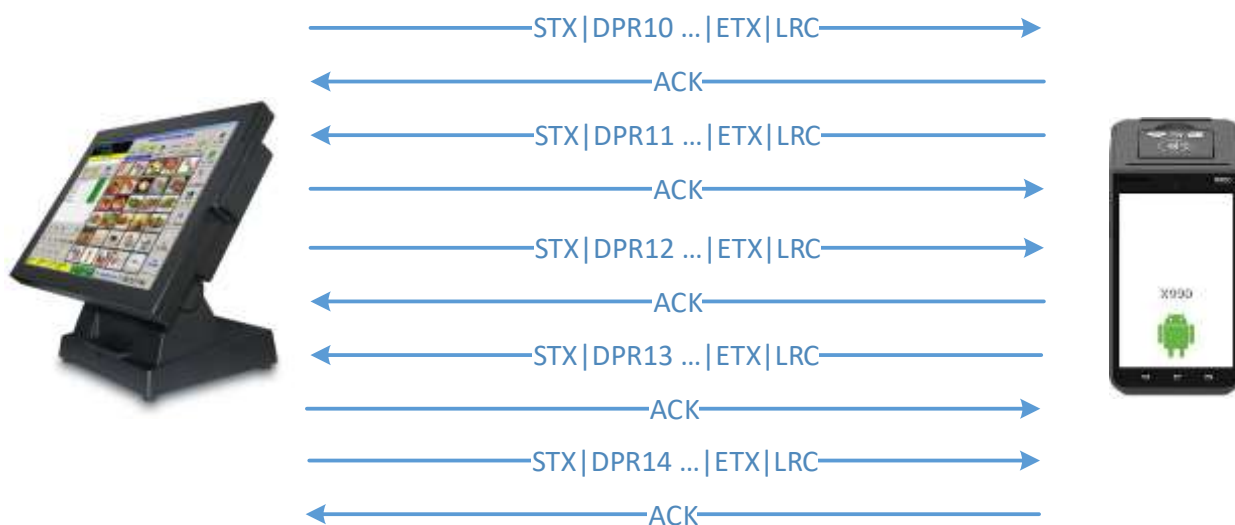 STX|DPR10 ...|ETX|LRC
ACK
STX|DPR11 ...|ETX|LRC
ACK
STX|DPR12 ...|ETX|LRC
ACK
X990
STX|DPR13 ...|ETX|LRC
ACK
STX|DPR14 ...|ETX|LRC
ACK